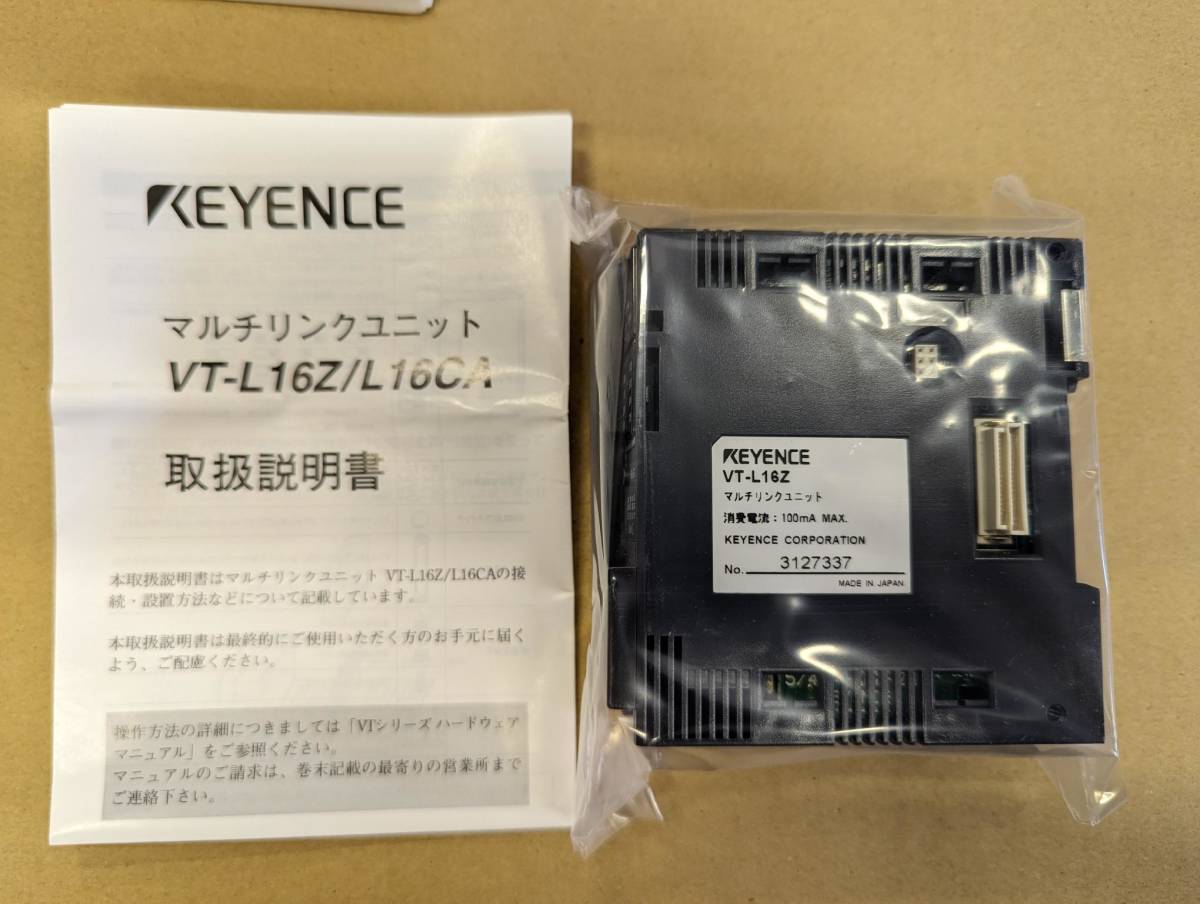 KEYENCE
マルチリンクユニット
VT-L16Z/L16CA
取扱説明書
本取扱説明書はマルチリンクユニット VT-L16Z/L16CAの接
続・設置方法などについて記載しています。
本取扱説明書は最終的にご使用いただく方のお手元に届く
よう、ご配慮ください。
操作方法の詳細につきましては「VTシリーズ ハードウェア
マニュアル」をご参照ください。
マニュアルのご請求は、巻末記載の最寄りの営業所まで
ご連絡下さい。
KEYENCE
VT-L16Z
マルチリンクユニット
消費電流：100mA MAX.
KEYENCE CORPORATION
No. 3127337
MADE IN JAPAN